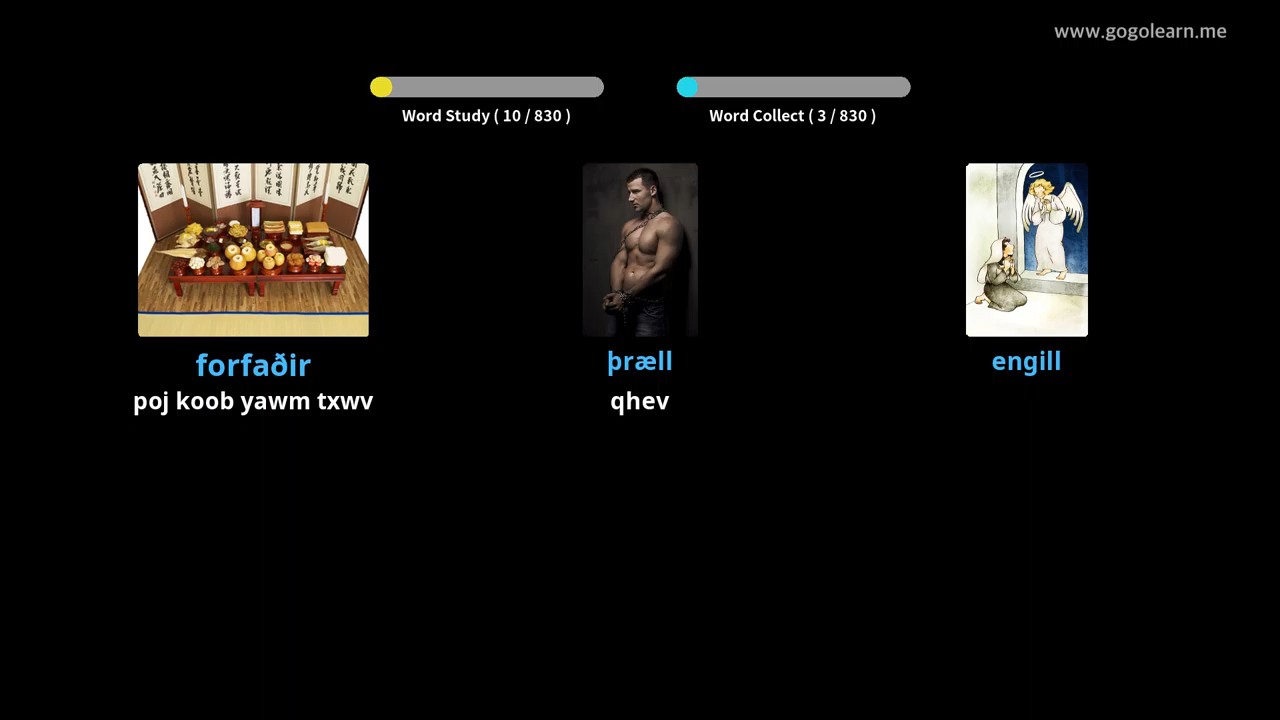 www.gogolearn.me
Word Study ( 10 / 830 )
Word Collect ( 3 / 830 )
forfaðir
þræll
engill
poj koob yawm txwv
qhev